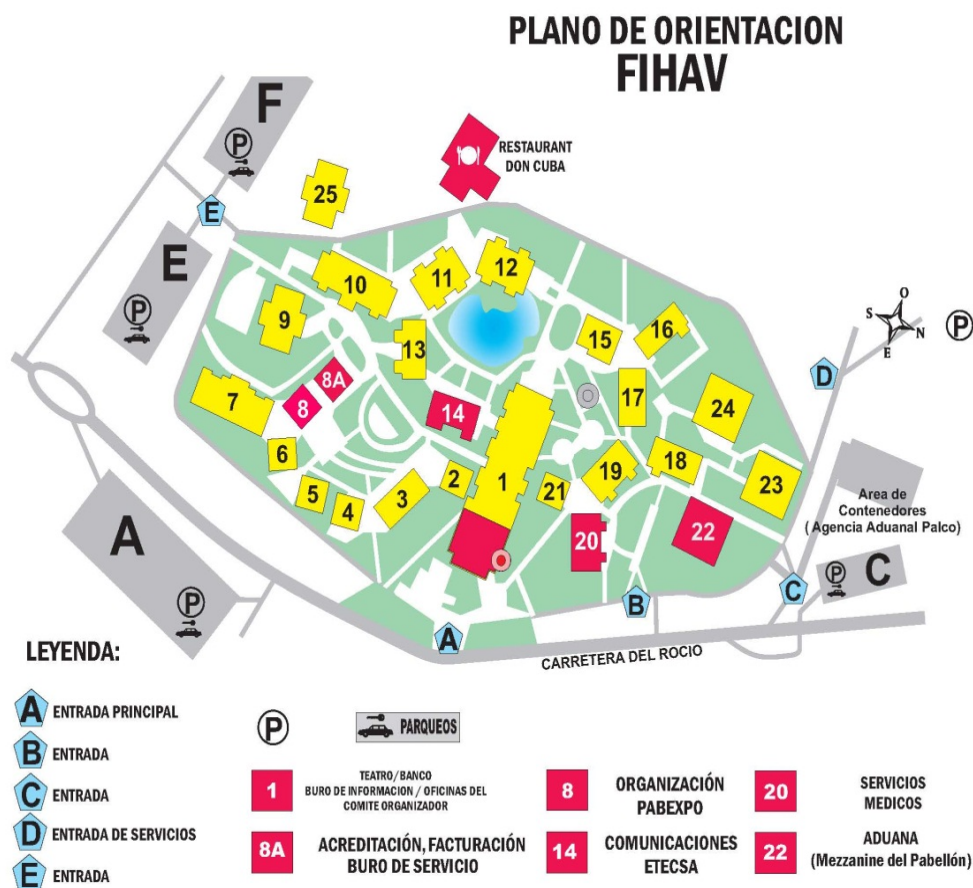 PLANO DE ORIENTACION
FIHAV
F
P
RESTAURANT
DON CUBA
25
E
E
P
12
11
10
9
13
15
16
O
S
N
E
P
D
8A
8
7
14
17
24
6
5
4
3
2
1
21
19
18
23
20
22
Area de
Contenedores
( Agencia Aduanal Palco)
A
P
P
C
C
B
A
CARRETERA DEL ROCIO
LEYENDA:
A ENTRADA PRINCIPAL
B ENTRADA
C ENTRADA
D ENTRADA DE SERVICIOS
E ENTRADA
P
PARQUEOS
1
TEATRO/BANCO
BURO DE INFORMACION / OFICINAS DEL
COMITE ORGANIZADOR
8A
ACREDITACIÓN, FACTURACIÓN
BURO DE SERVICIO
8
ORGANIZACIÓN
PABEXPO
14
COMUNICACIONES
ETECSA
20
SERVICIOS
MEDICOS
22
ADUANA
(Mezzanine del Pabellón)